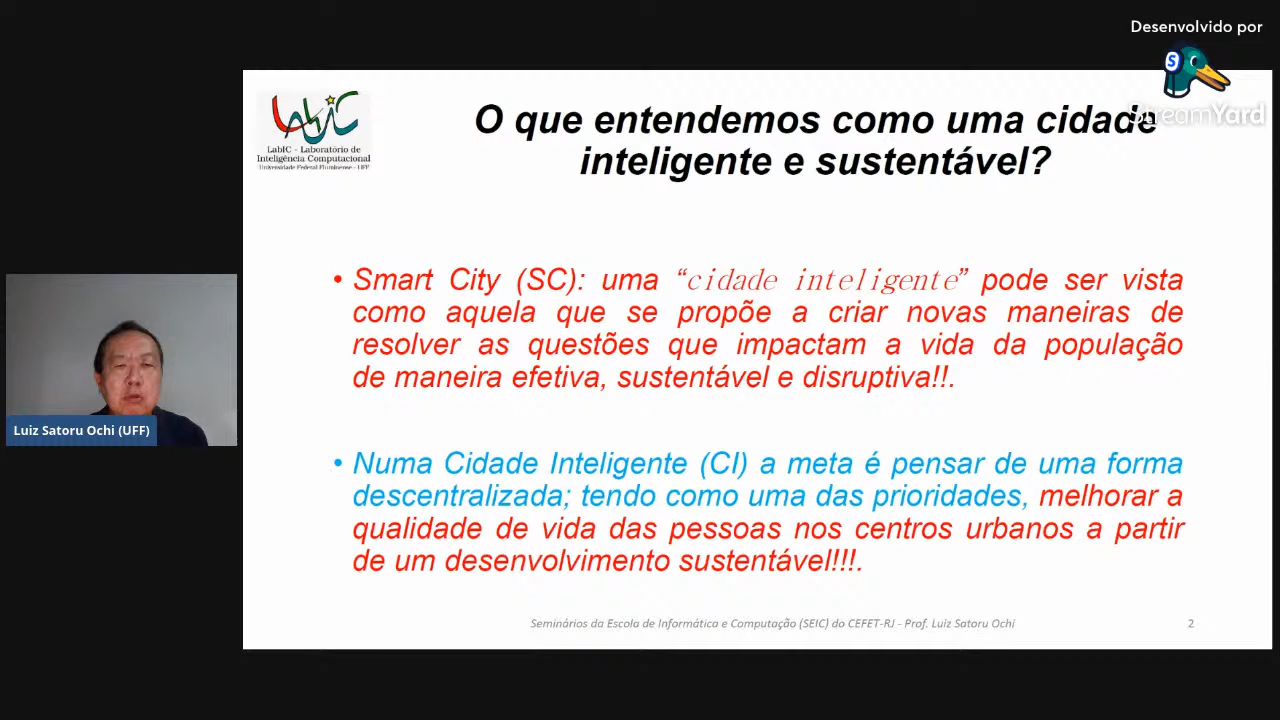 Desenvolvido por
StreamYard
LabIC
LabIC - Laboratório de
Inteligência Computacional
Universidade Federal Fluminense - UFF
O que entendemos como uma cidade
inteligente e sustentável?
• Smart City (SC): uma “cidade inteligente” pode ser vista
como aquela que se propõe a criar novas maneiras de
resolver as questões que impactam a vida da população
de maneira efetiva, sustentável e disruptiva!!.
• Numa Cidade Inteligente (CI) a meta é pensar de uma forma
descentralizada; tendo como uma das prioridades, melhorar a
qualidade de vida das pessoas nos centros urbanos a partir
de um desenvolvimento sustentável!!!.
Luiz Satoru Ochi (UFF)
Seminários da Escola de Informática e Computação (SEIC) do CEFET-RJ - Prof. Luiz Satoru Ochi
2